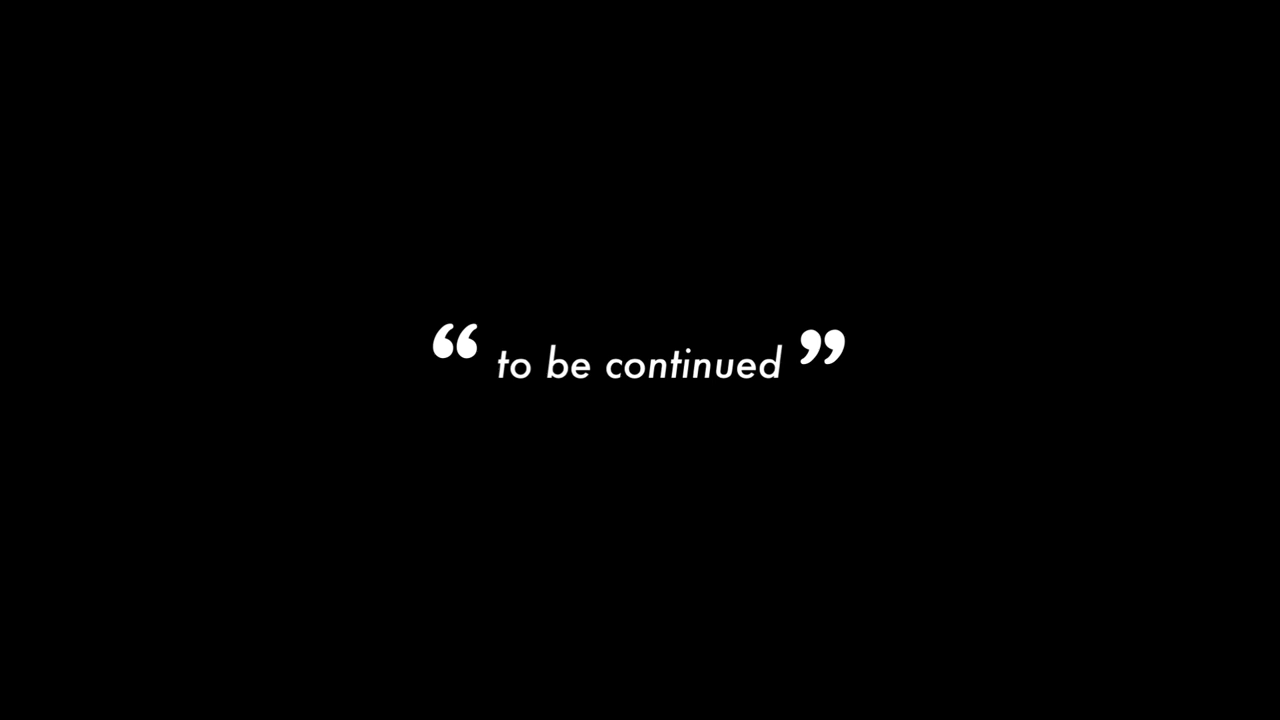 “ to be continued ”